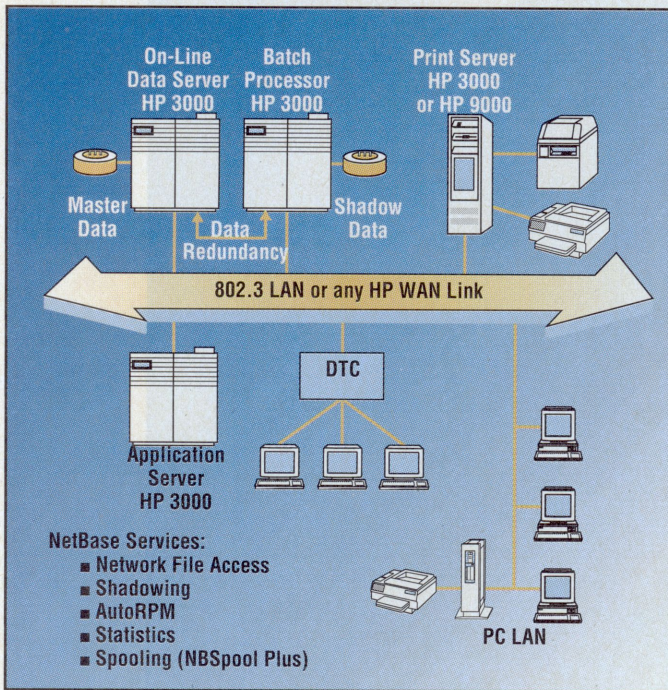 On-Line
Data Server
HP 3000
Batch
Processor
HP 3000
Print Server
HP 3000
or HP 9000
Master
Data
Data
Redundancy
Shadow
Data
802.3 LAN or any HP WAN Link
Application
Server
HP 3000
DTC
NetBase Services:
■ Network File Access
■ Shadowing
■ AutoRPM
■ Statistics
■ Spooling (NBSpool Plus)
PC LAN